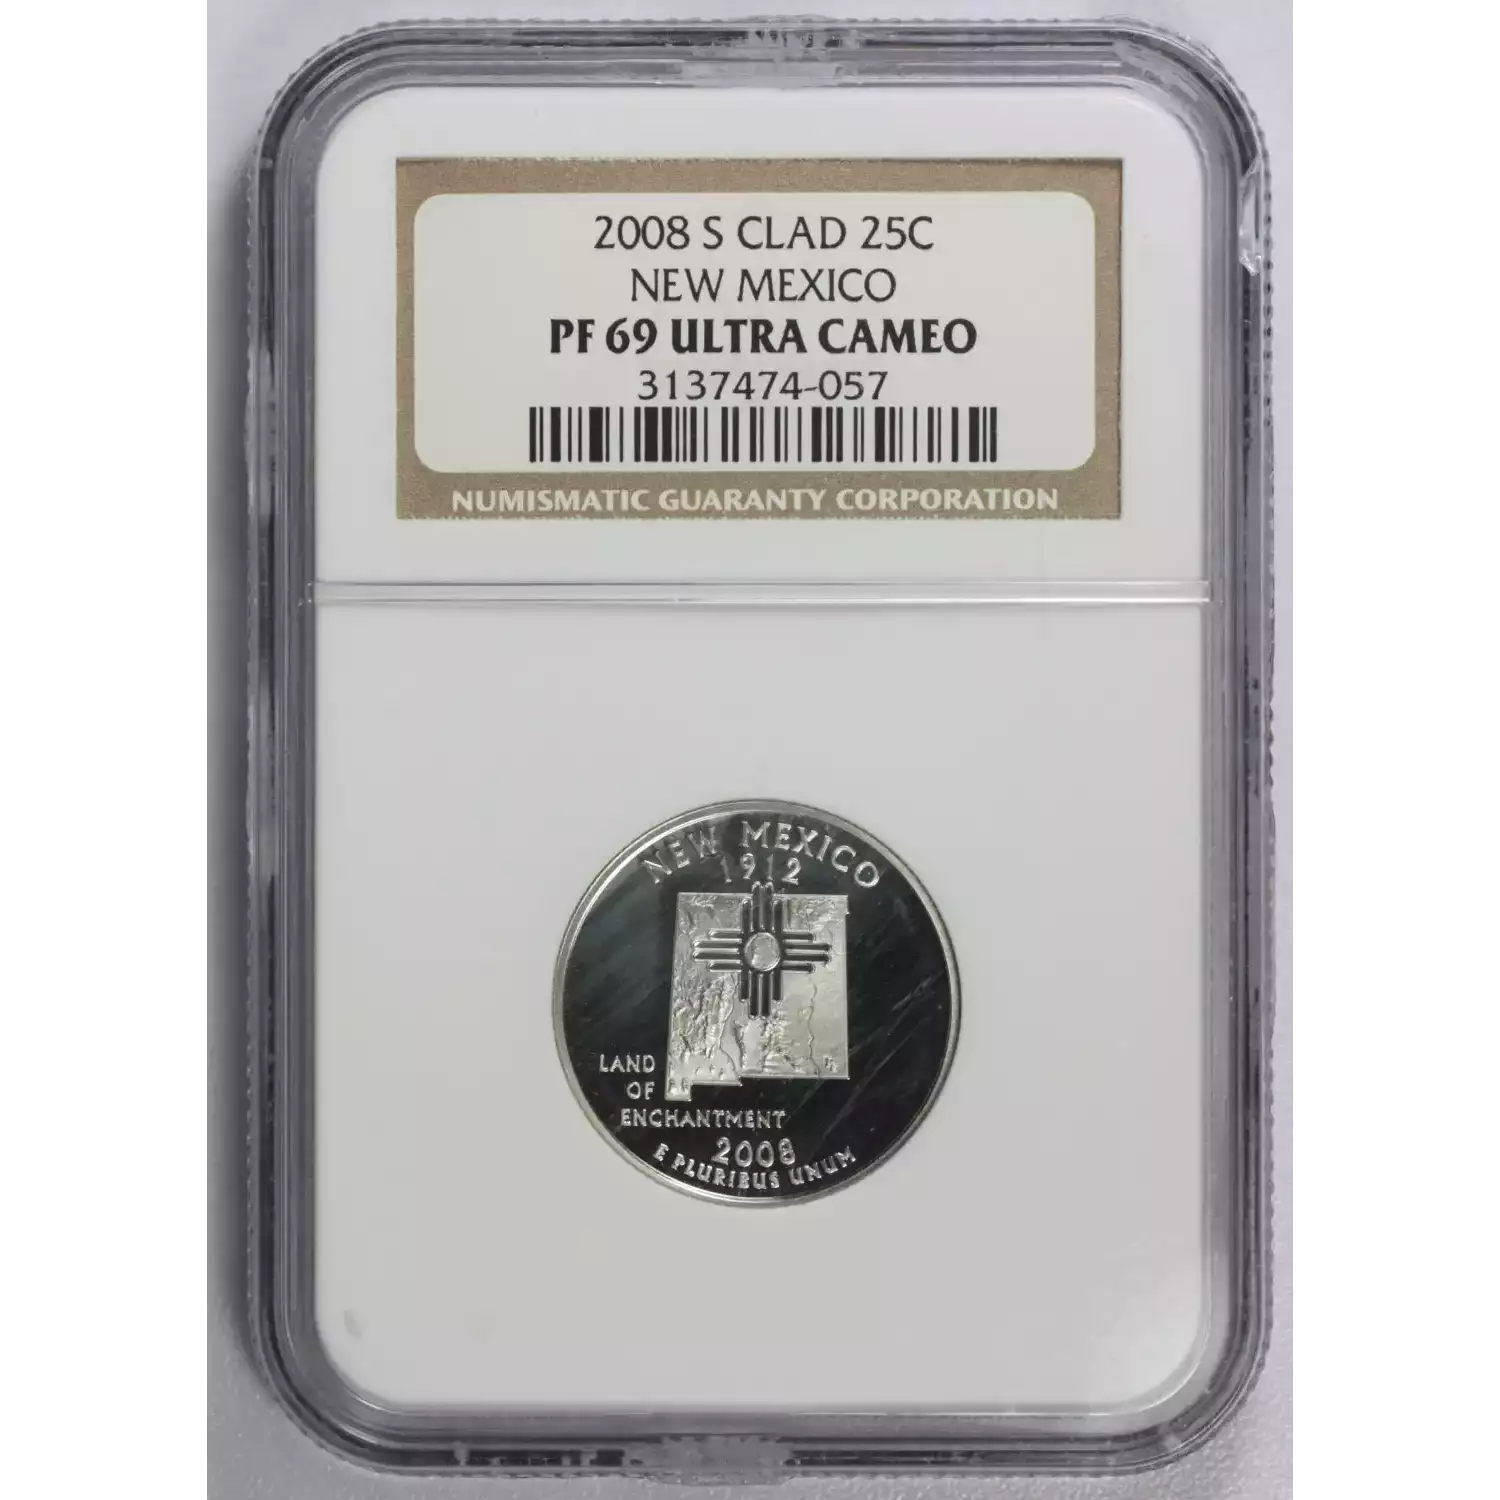 2008 S CLAD 25C
NEW MEXICO
PF 69 ULTRA CAMEO
3137474-057
NUMISMATIC GUARANTY CORPORATION
NEW MEXICO
1912
LAND
OF
ENCHANTMENT
2008
E PLURIBUS UNUM